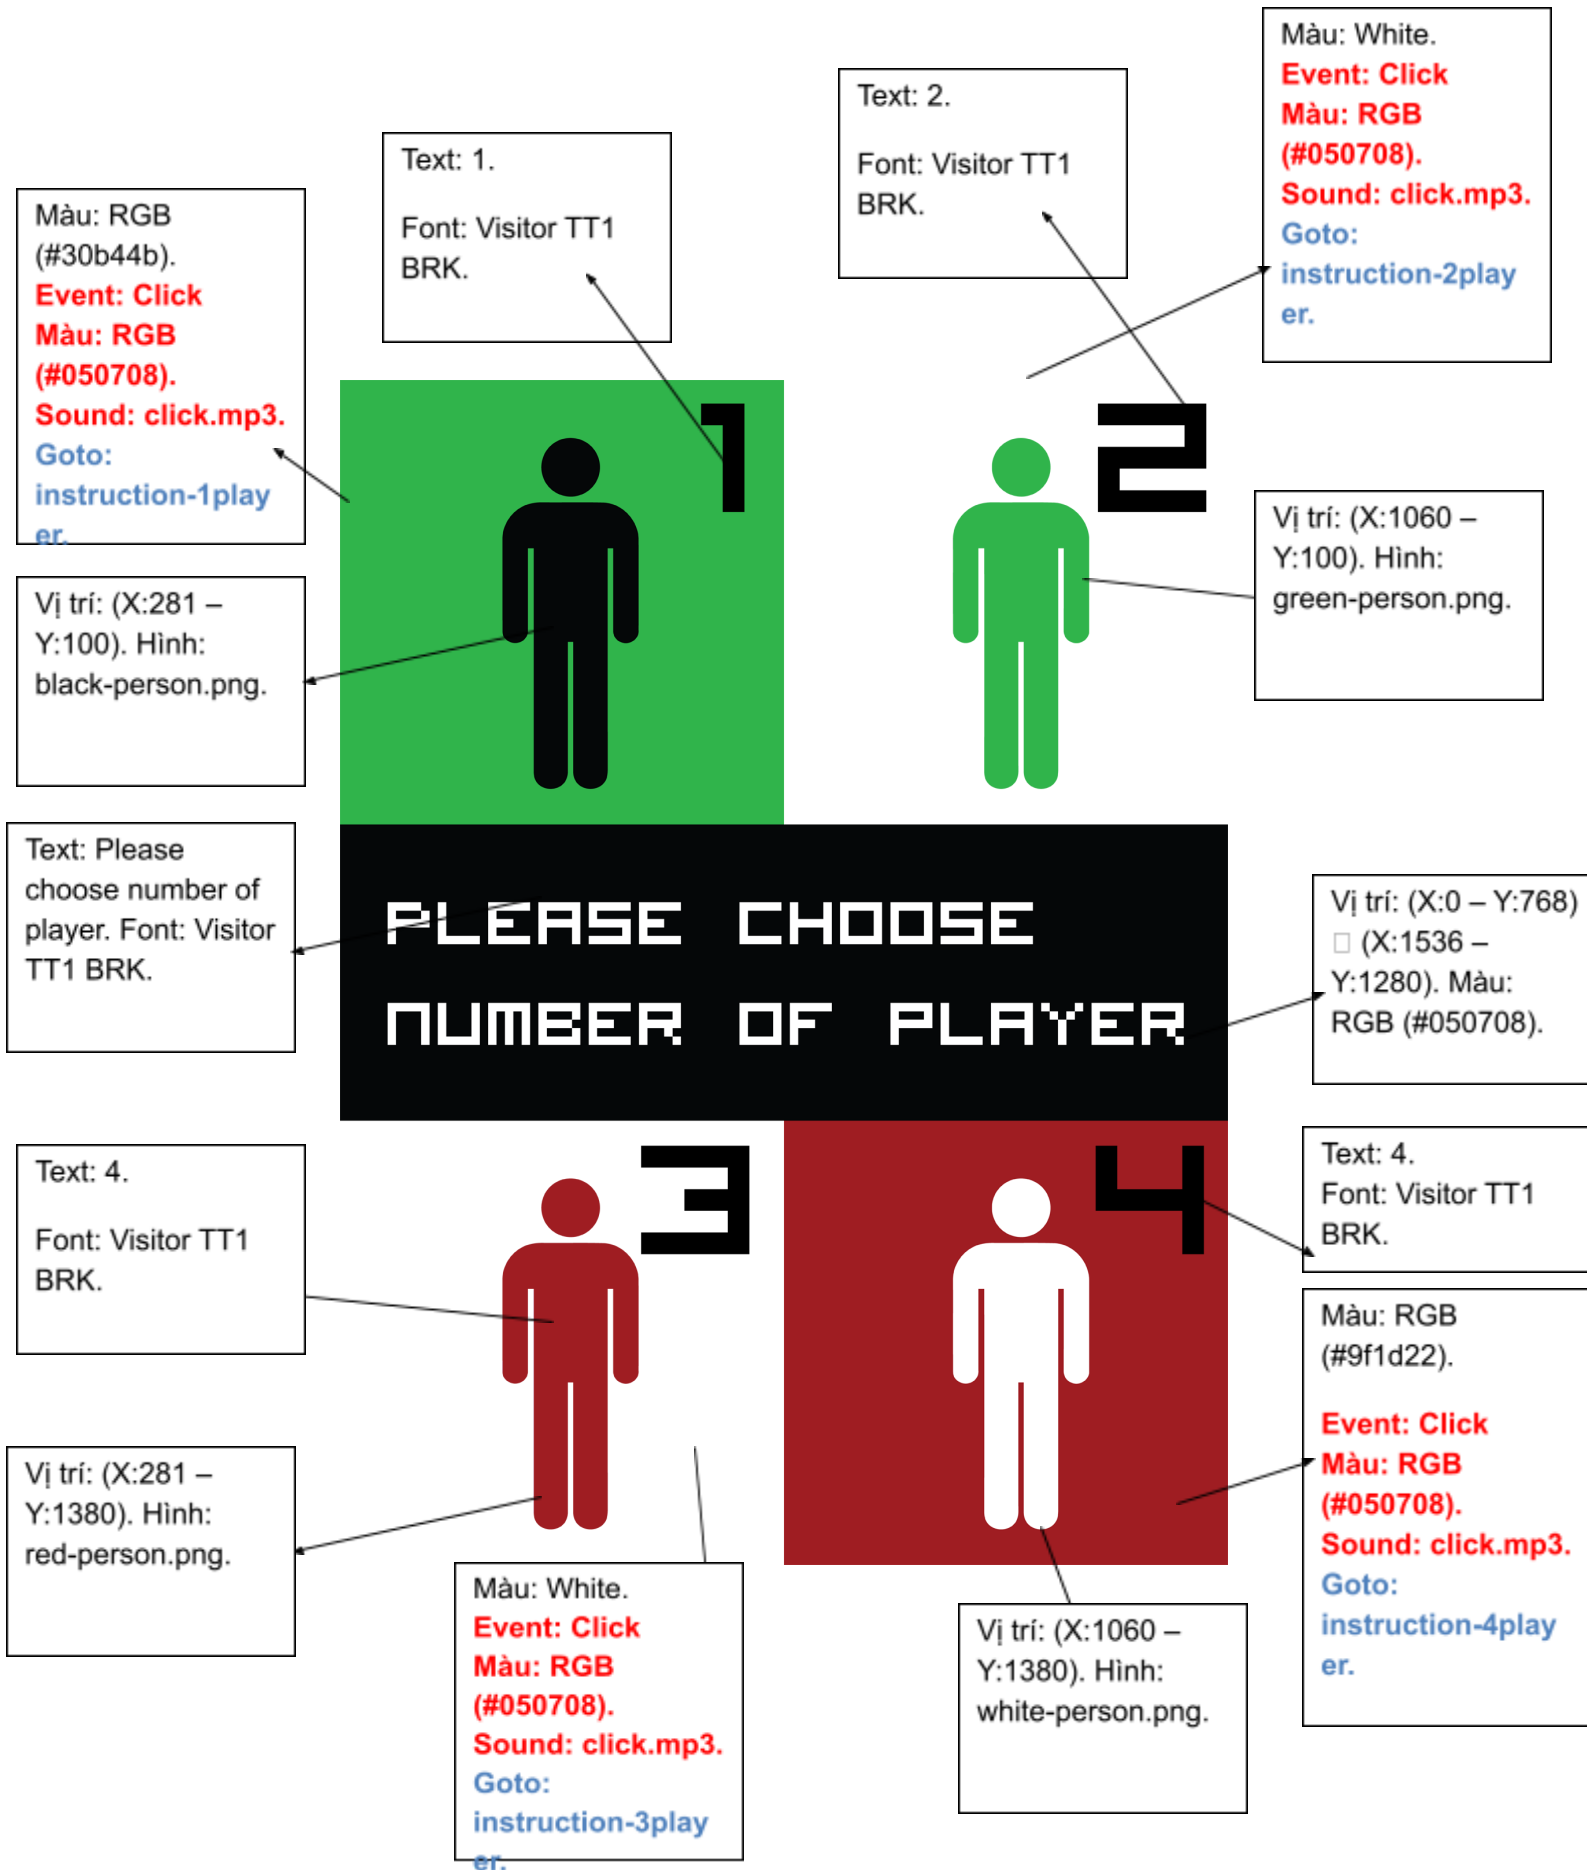 Màu: White.
Event: Click
Màu: RGB
(#050708).
Sound: click.mp3.
Goto:
instruction-2play
er.
Text: 2.
Font: Visitor TT1
BRK.
Text: 1.
Font: Visitor TT1
BRK.
Màu: RGB
(#30b44b).
Event: Click
Màu: RGB
(#050708).
Sound: click.mp3.
Goto:
instruction-1play
er.
1
2
Vị trí: (X:1060 –
Y:100). Hình:
green-person.png.
Vị trí: (X:281 –
Y:100). Hình:
black-person.png.
Text: Please
choose number of
player. Font: Visitor
TT1 BRK.
PLEASE CHOOSE
NUMBER OF PLAYER
Vị trí: (X:0 – Y:768)
(X:1536 –
Y:1280). Màu:
RGB (#050708).
Text: 4.
Font: Visitor TT1
BRK.
3
4
Text: 4.
Font: Visitor TT1
BRK.
Màu: RGB
(#9f1d22).
Event: Click
Màu: RGB
(#050708).
Sound: click.mp3.
Goto:
instruction-4play
er.
Vị trí: (X:281 –
Y:1380). Hình:
red-person.png.
Màu: White.
Event: Click
Màu: RGB
(#050708).
Sound: click.mp3.
Goto:
instruction-3play
er.
Vị trí: (X:1060 –
Y:1380). Hình:
white-person.png.